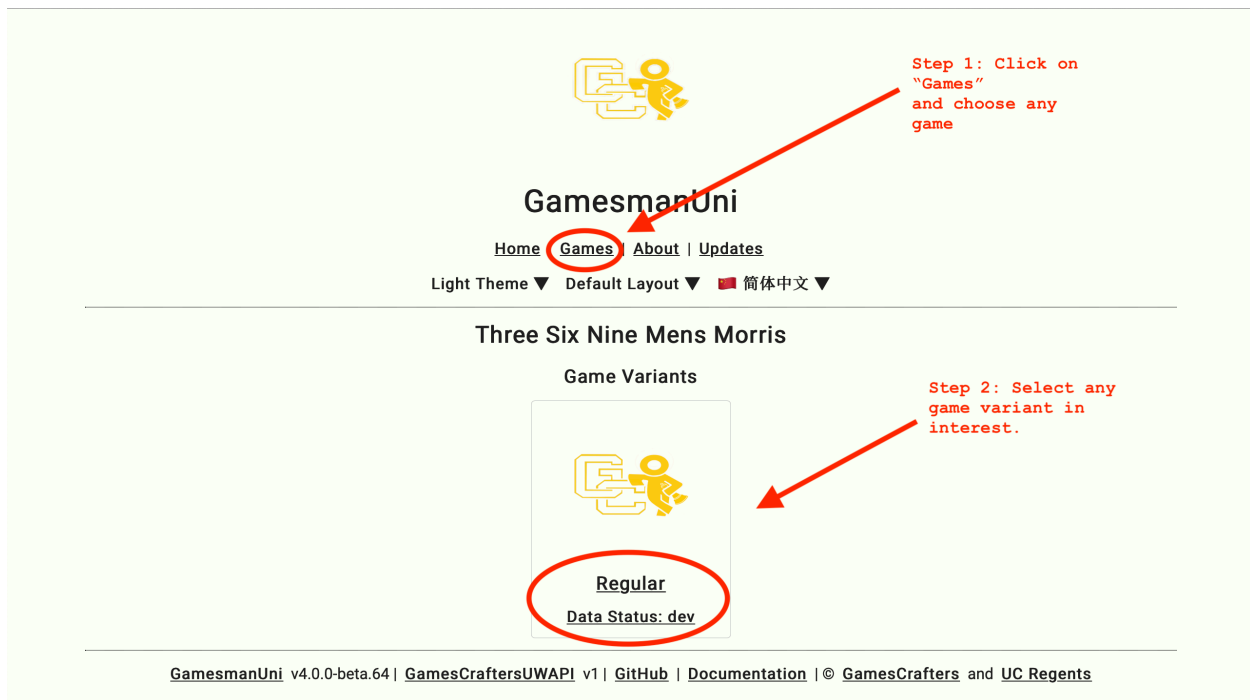 GC
Step 1: Click on
“Games”
and choose any
game
GamesmanUni
Home | Games | About | Updates
Light Theme ▼ Default Layout ▼ 🇨🇳 简体中文 ▼
Three Six Nine Mens Morris
Game Variants
Step 2: Select any
game variant in
interest.
GC
Regular
Data Status: dev
GamesmanUni v4.0.0-beta.64 | GamesCraftersUWAPI v1 | GitHub | Documentation | © GamesCrafters and UC Regents